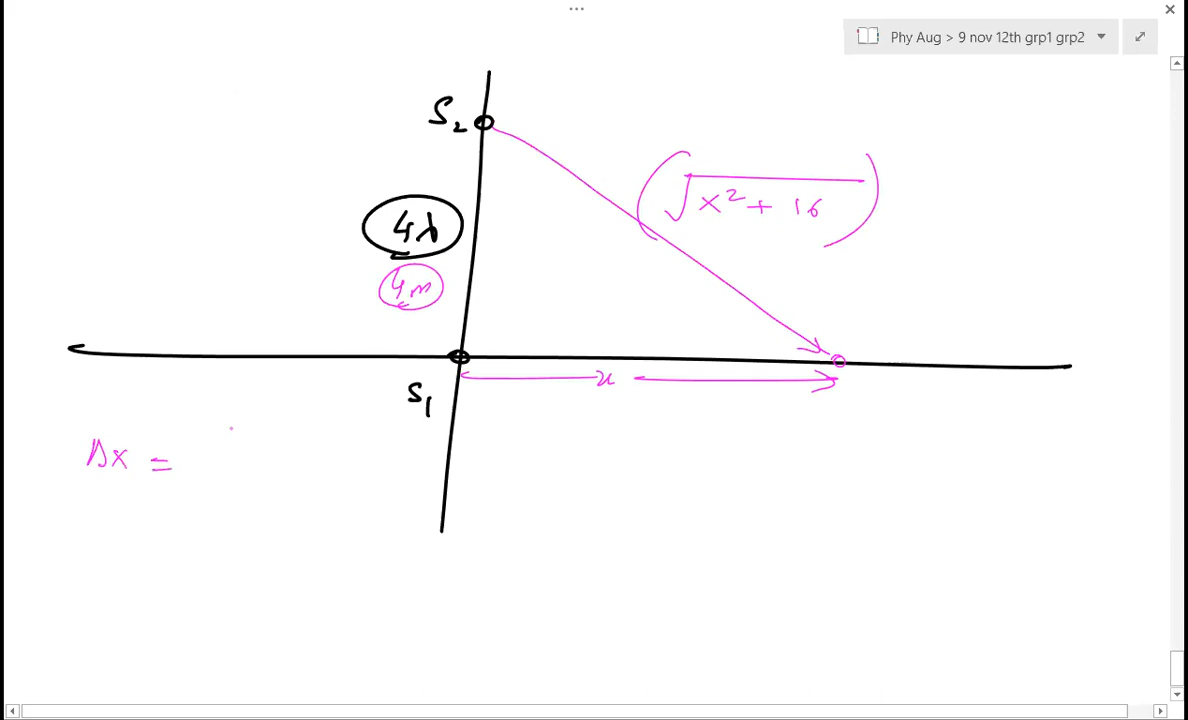 Phy Aug > 9 nov 12th grp1 grp2
S₂
(√(x² + 16))
4λ
4m
x
S₁
Δx =